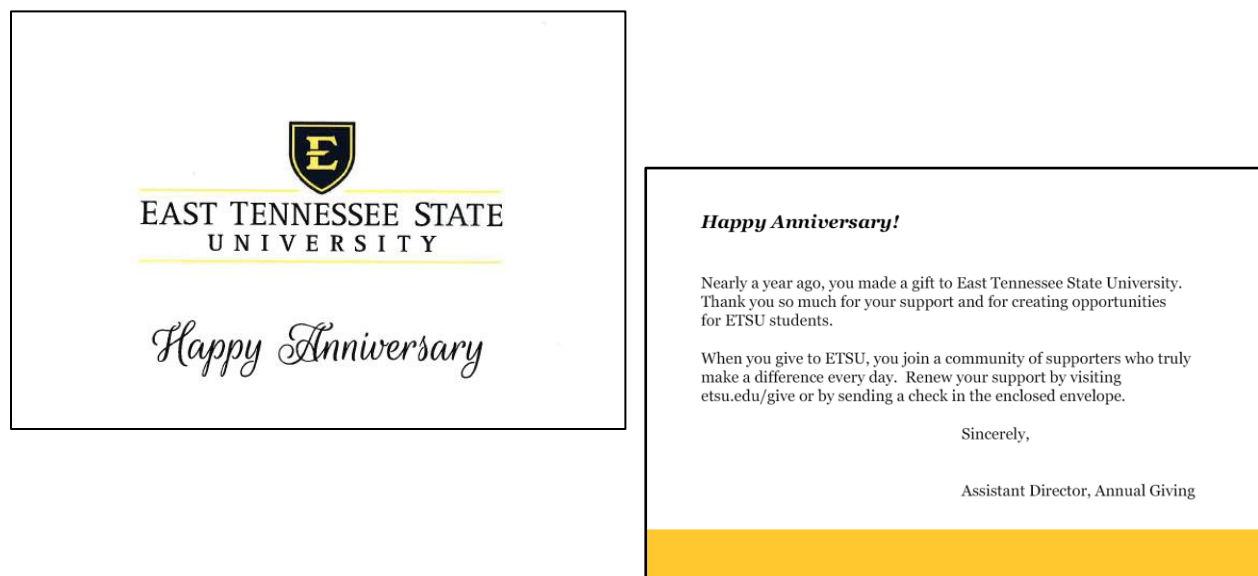 E
EAST TENNESSEE STATE
UNIVERSITY
Happy Anniversary
Happy Anniversary!
Nearly a year ago, you made a gift to East Tennessee State University.
Thank you so much for your support and for creating opportunities
for ETSU students.
When you give to ETSU, you join a community of supporters who truly
make a difference every day.  Renew your support by visiting
etsu.edu/give or by sending a check in the enclosed envelope.
Sincerely,
Assistant Director, Annual Giving